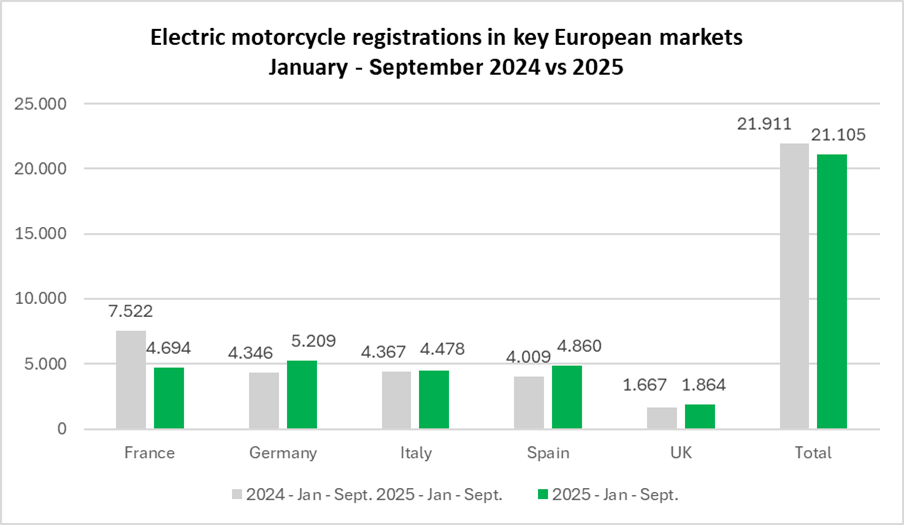 Electric motorcycle registrations in key European markets
January - September 2024 vs 2025
25.000
20.000
15.000
10.000
5.000
0
7.522
4.694
4.346
5.209
4.367
4.478
4.009
4.860
1.667
1.864
21.911
21.105
France
Germany
Italy
Spain
UK
Total
2024 - Jan - Sept. 2025 - Jan - Sept.
2025 - Jan - Sept.